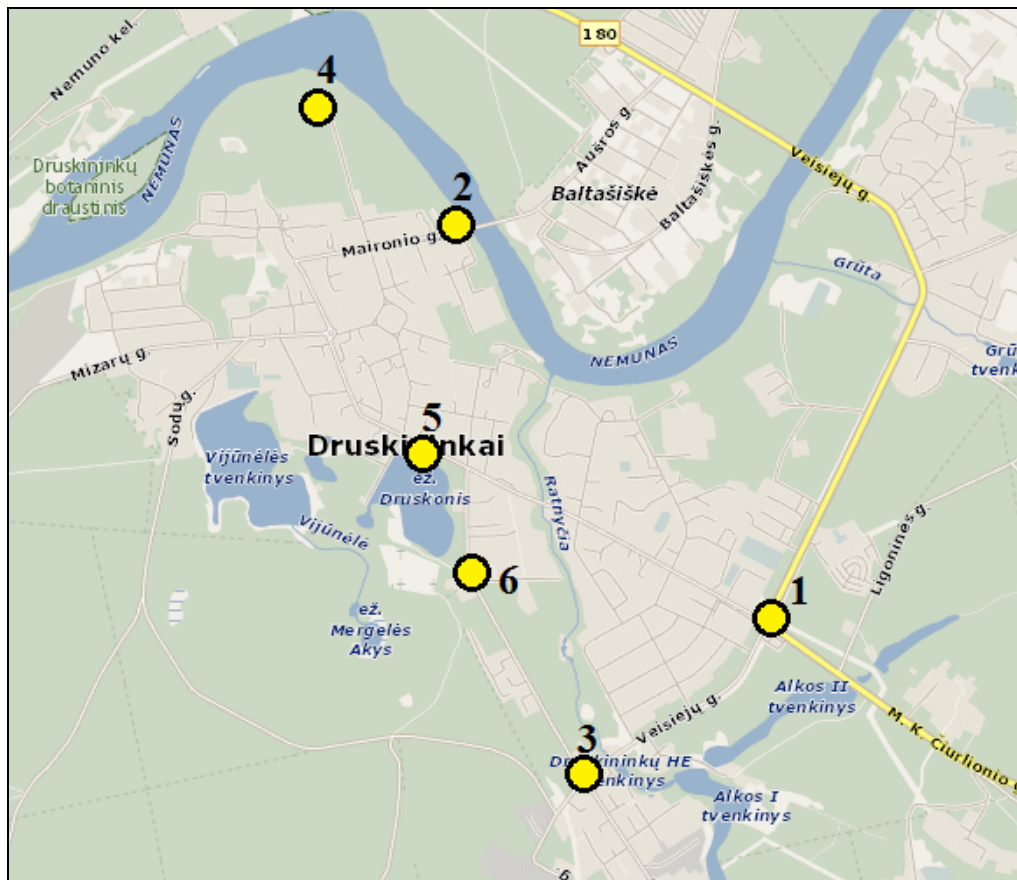 180
Nemuno kel.
4
Aušros g.
Baltašiškės g.
Veisiejų g.
Druskininkų
botaninis
draustinis
NEMUNAS
2
Baltašiškė
Maironio g.
Grūta
NEMUNAS
Mizarų g.
Sodų g.
5
Druskininkai
Vijūnėlės
tvenkinys
ež.
Druskonis
Ratnyčia
Vijūnėlė
Ligoninės g.
6
1
ež.
Mergelės
Akys
Alkos II
tvenkinys
Veisiejų g.
M. K. Čiurlionio g
3
Druskininkų HE
tvenkinys
Alkos I
tvenkinys